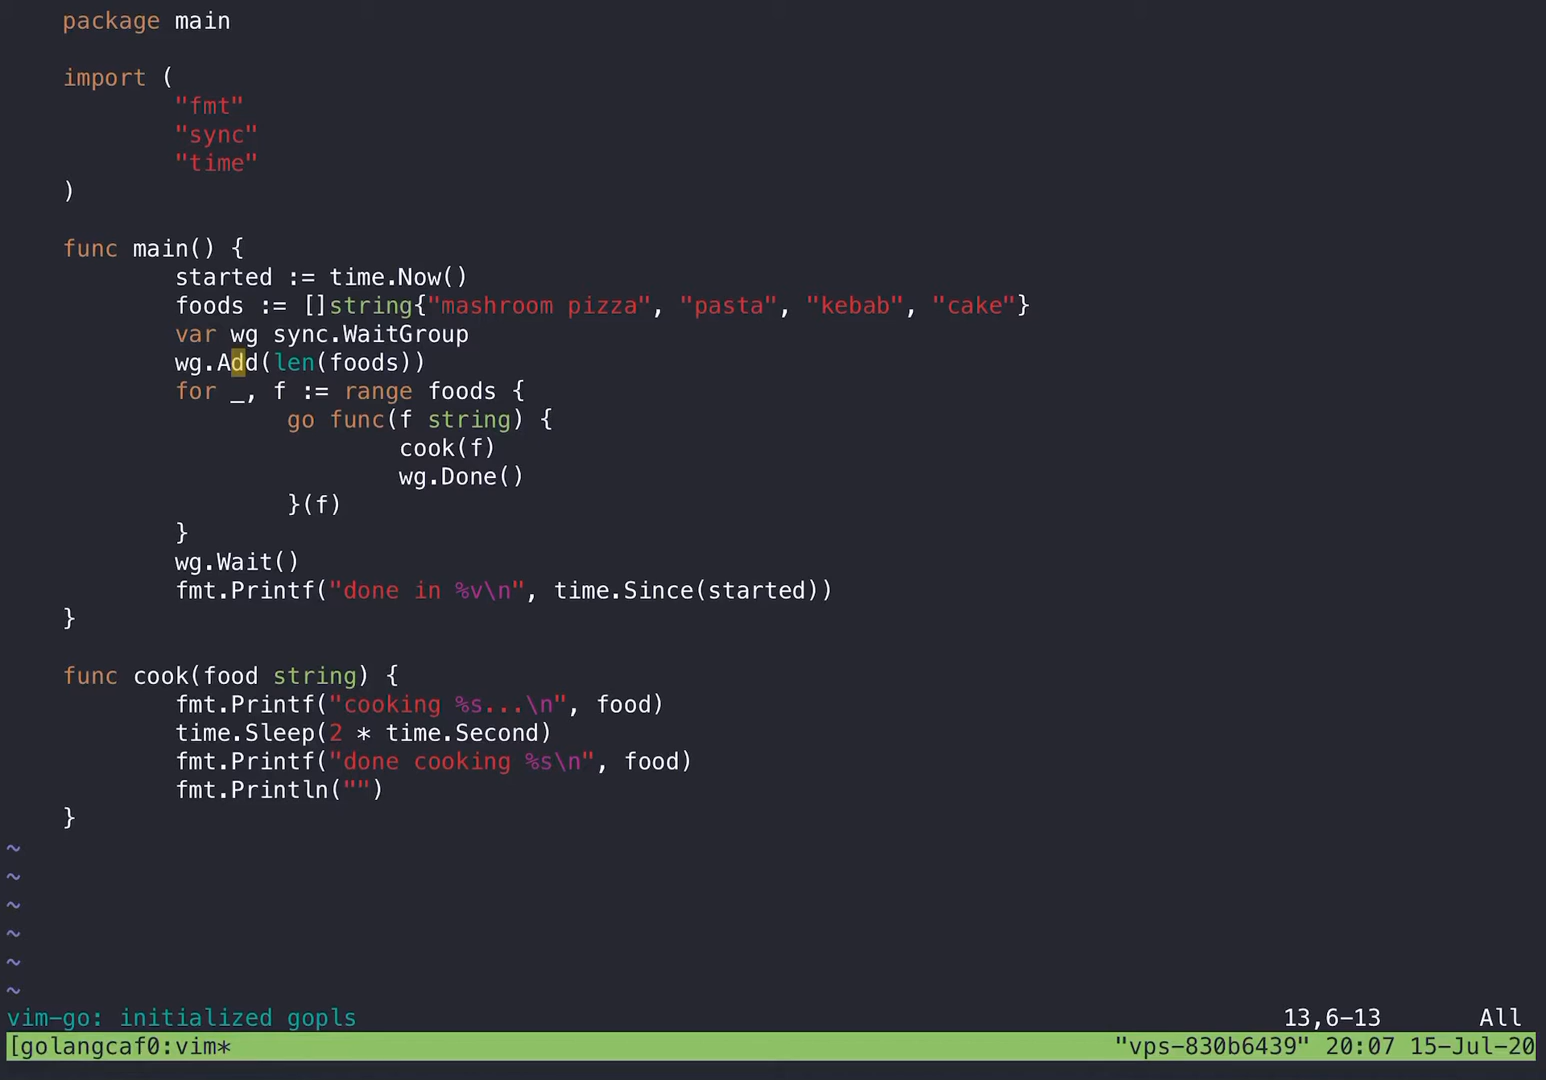 package main
import (
"fmt"
"sync"
"time"
)
func main() {
started := time.Now()
foods := []string{"mashroom pizza", "pasta", "kebab", "cake"}
var wg sync.WaitGroup
wg.Add(len(foods))
for _, f := range foods {
go func(f string) {
cook(f)
wg.Done()
}(f)
}
wg.Wait()
fmt.Printf("done in %v\n", time.Since(started))
}
func cook(food string) {
fmt.Printf("cooking %s...\n", food)
time.Sleep(2 * time.Second)
fmt.Printf("done cooking %s\n", food)
fmt.Println("")
}
~
~
~
~
~
~
vim-go: initialized gopls 13,6-13 All
[golangcaf0:vim* "vps-830b6439" 20:07 15-Jul-20